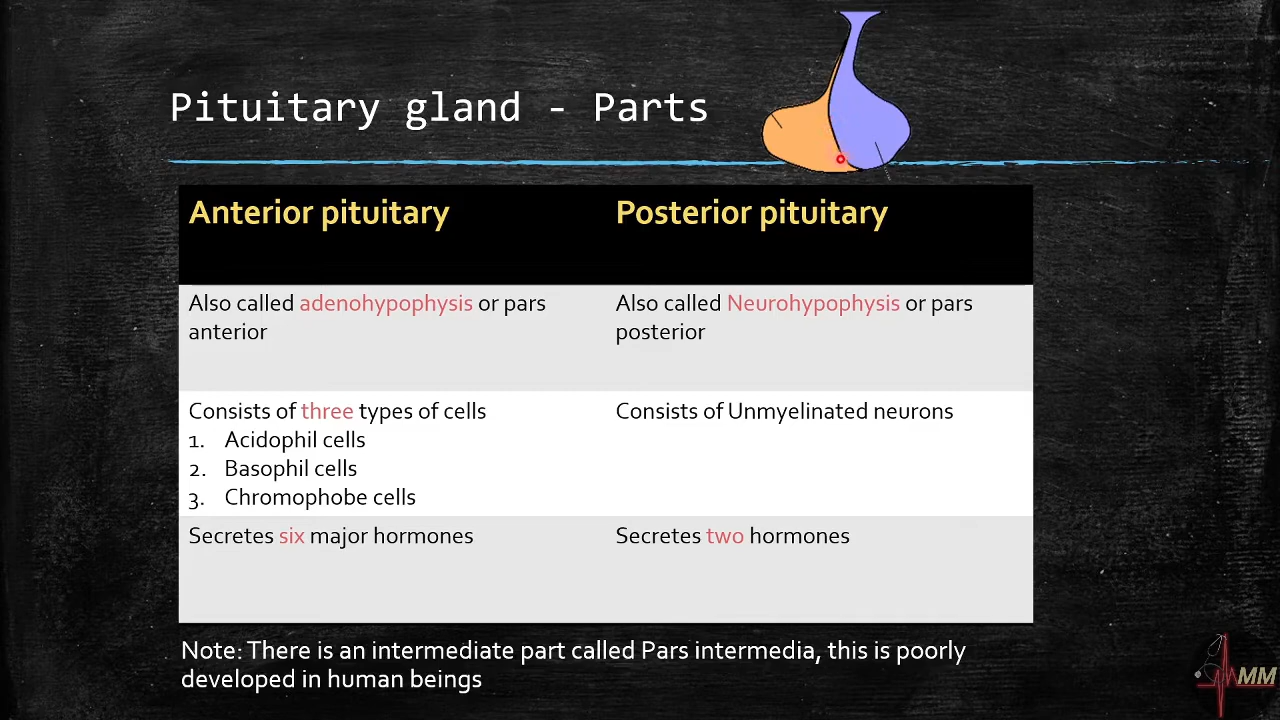 Pituitary gland - Parts
Anterior pituitary
Posterior pituitary
Also called adenohypophysis or pars
anterior
Also called Neurohypophysis or pars
posterior
Consists of three types of cells
1. Acidophil cells
2. Basophil cells
3. Chromophobe cells
Consists of Unmyelinated neurons
Secretes six major hormones
Secretes two hormones
Note: There is an intermediate part called Pars intermedia, this is poorly
developed in human beings
MM